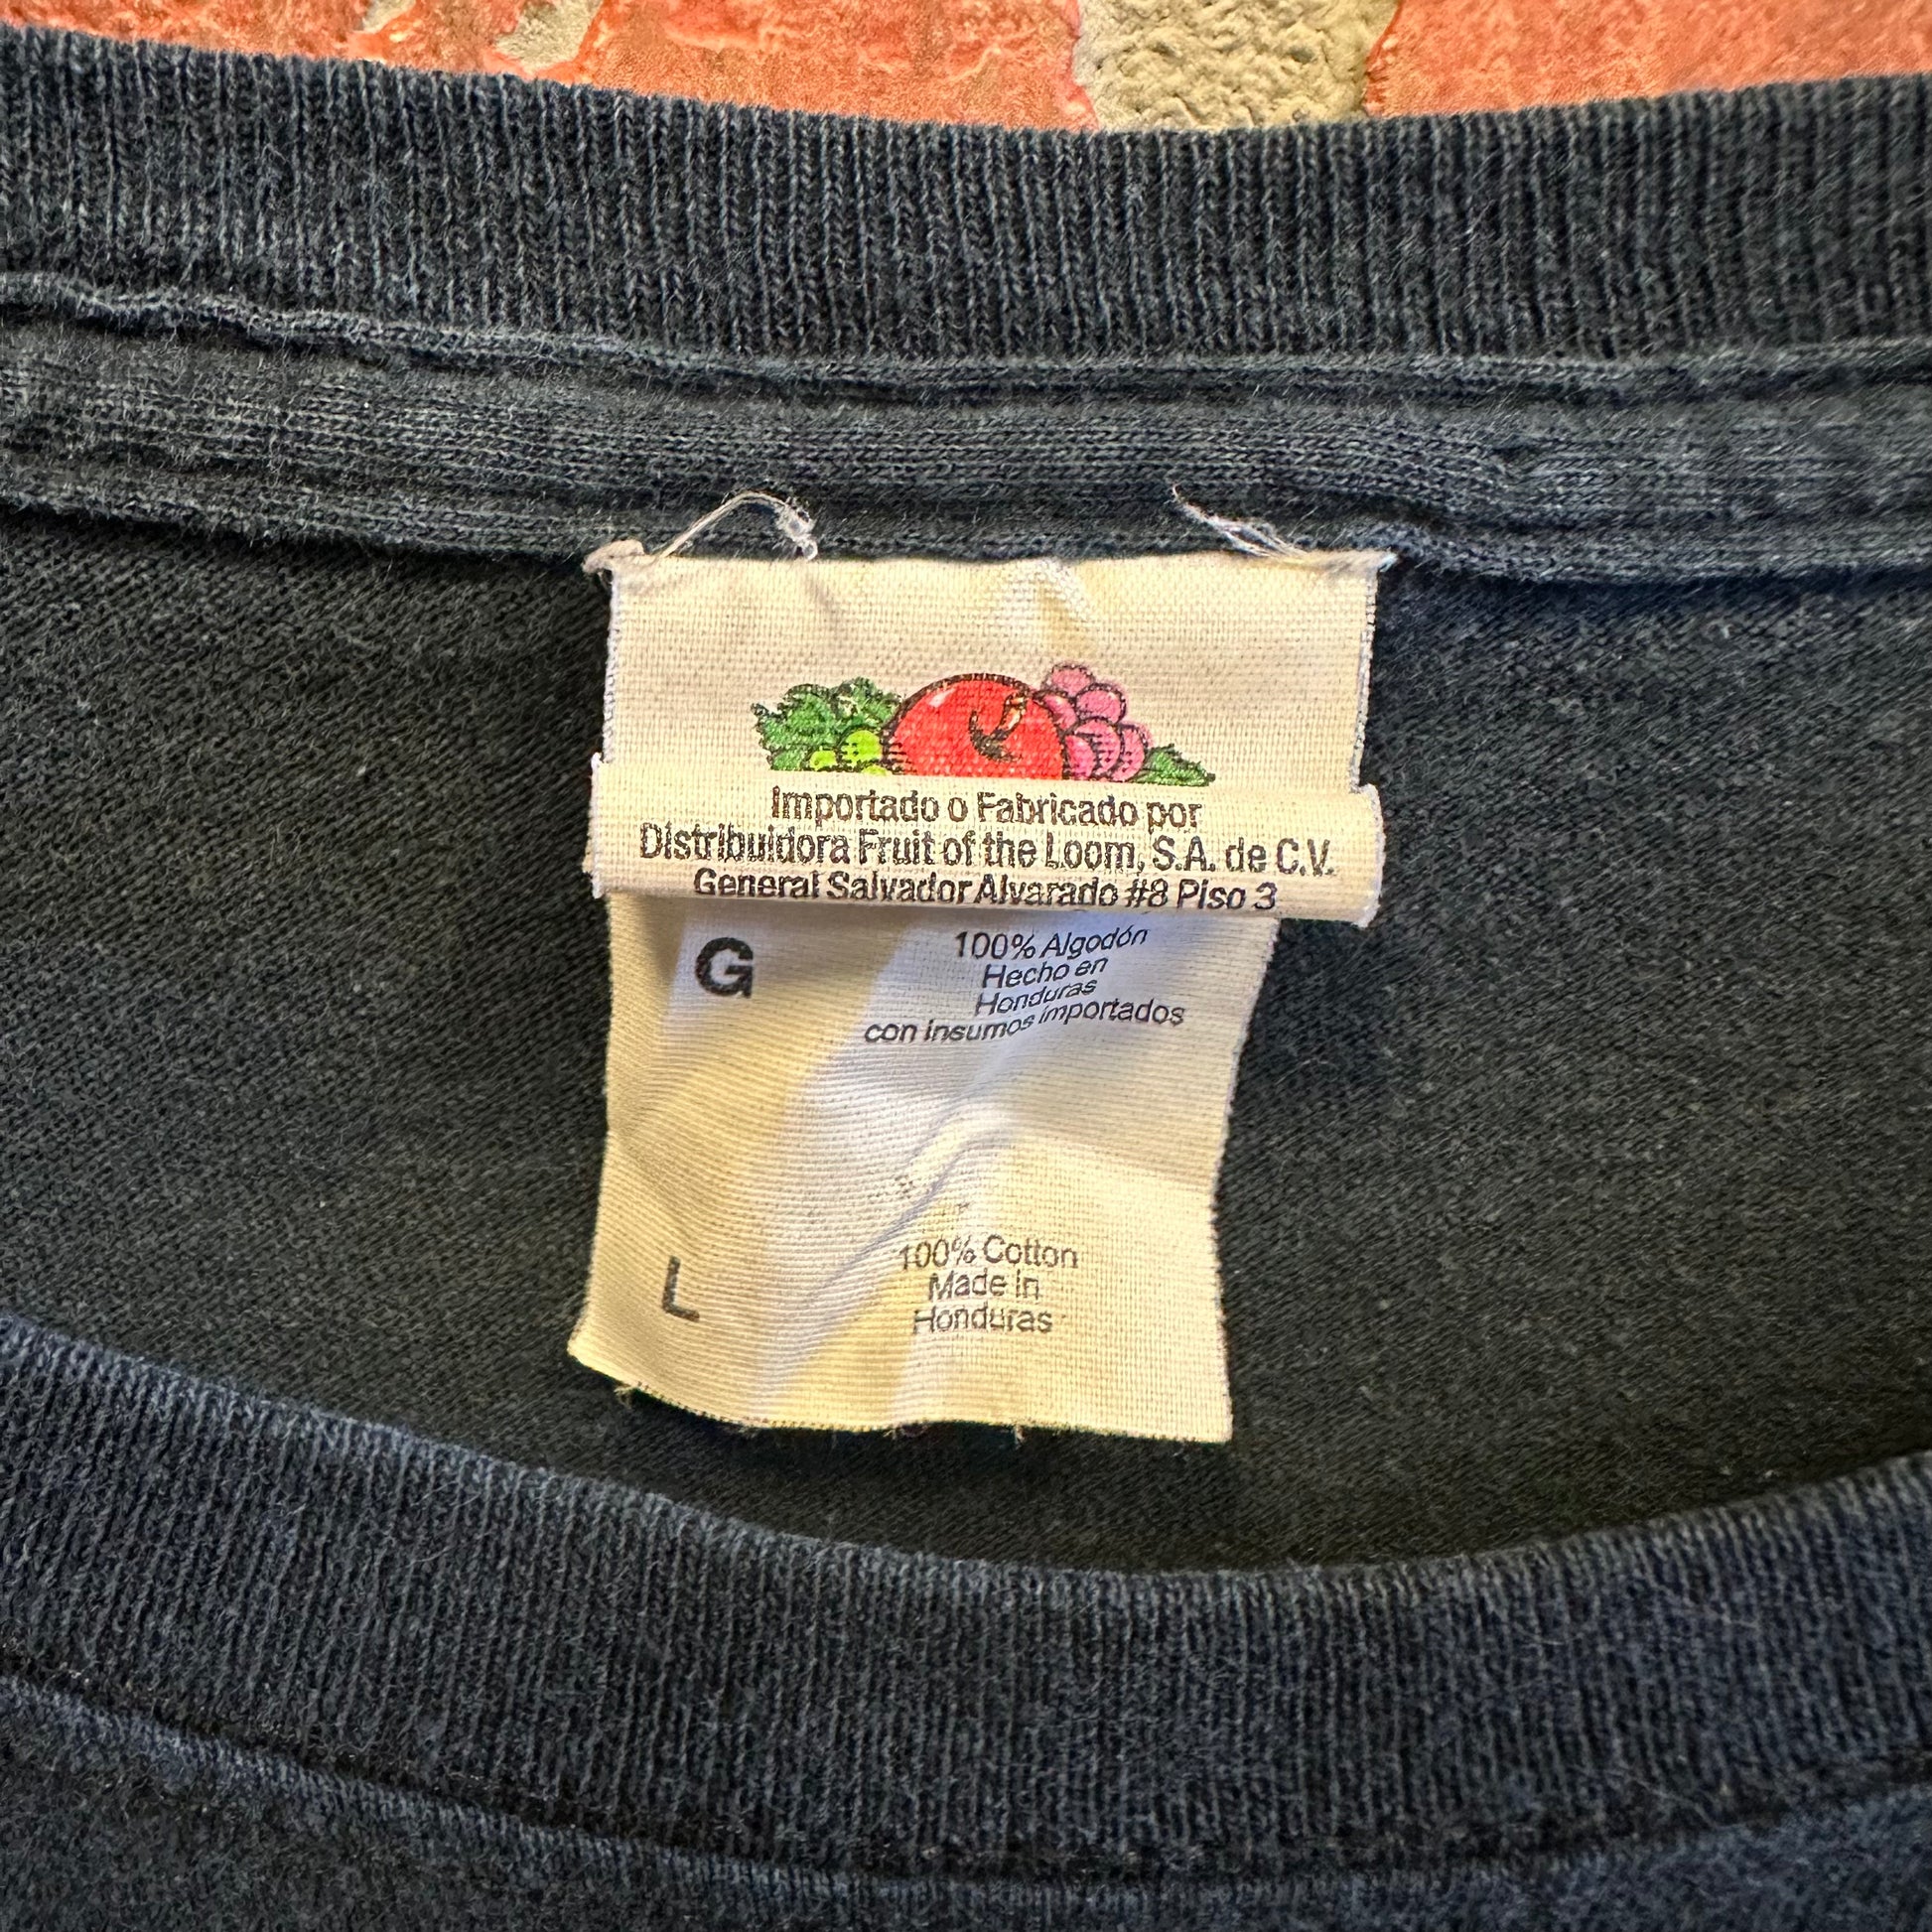 Importado o Fabricado por
Distribuidora Fruit of the Loom, S.A. de C.V.
General Salvador Alvarado #8 Piso 3
G
100% Algodón
Hecho en
Honduras
con insumos importados
L
100% Cotton
Made in
Honduras